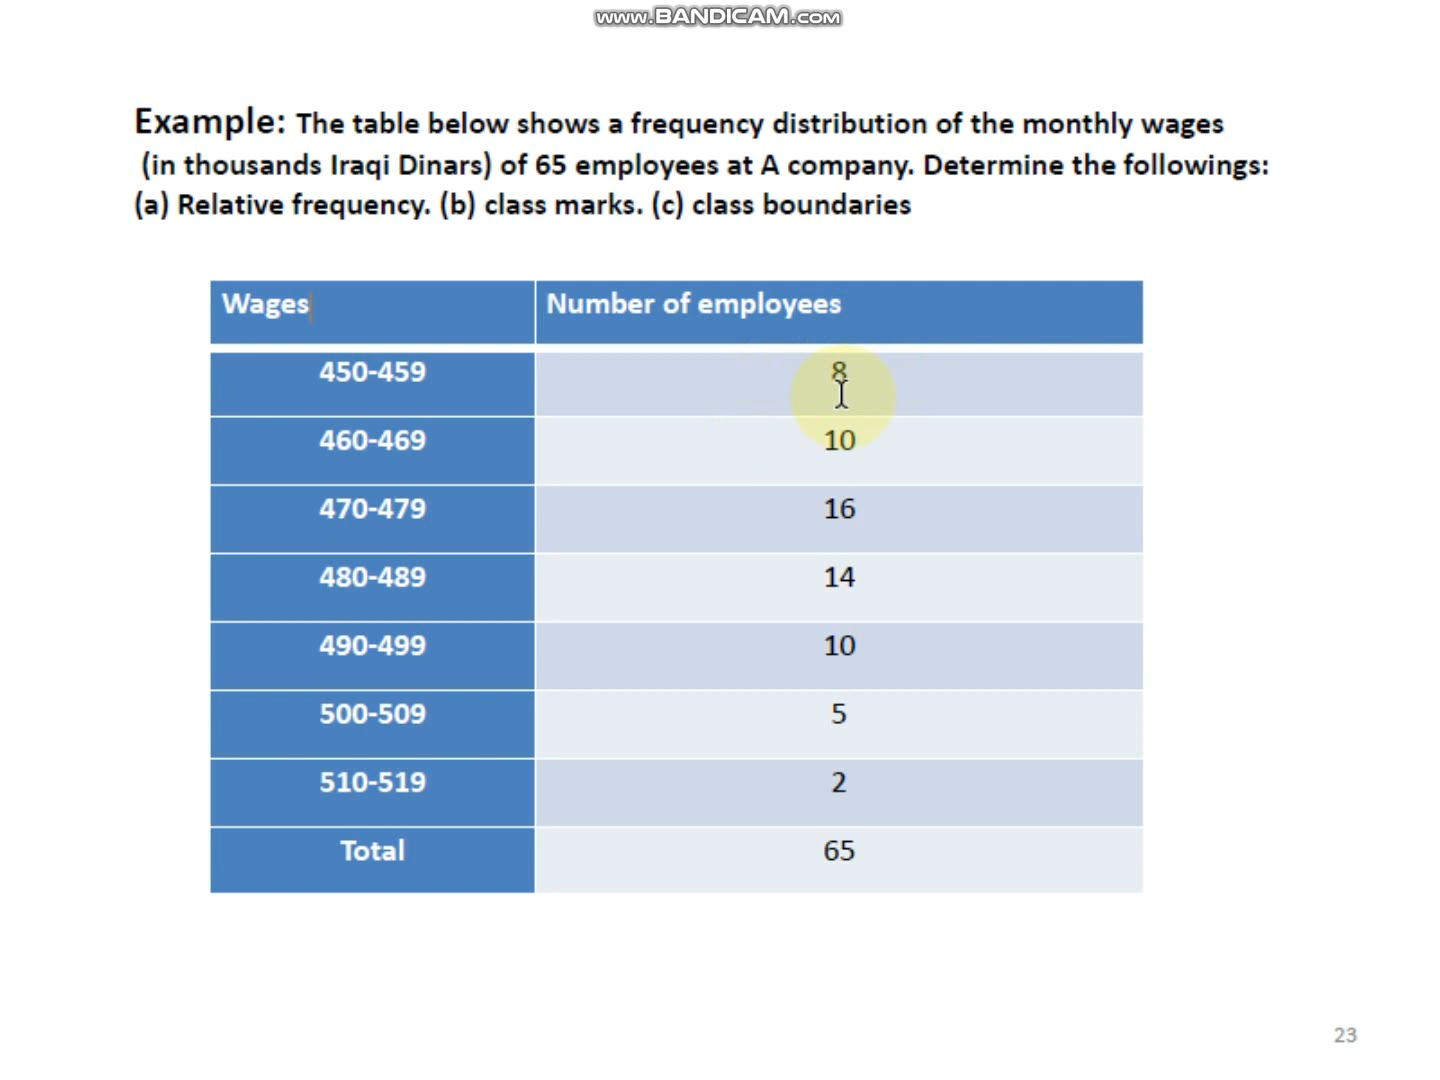 www.BANDICAM.com
Example: The table below shows a frequency distribution of the monthly wages
(in thousands Iraqi Dinars) of 65 employees at A company. Determine the followings:
(a) Relative frequency. (b) class marks. (c) class boundaries
Wages Number of employees
450-459 8
460-469 10
470-479 16
480-489 14
490-499 10
500-509 5
510-519 2
Total 65
23